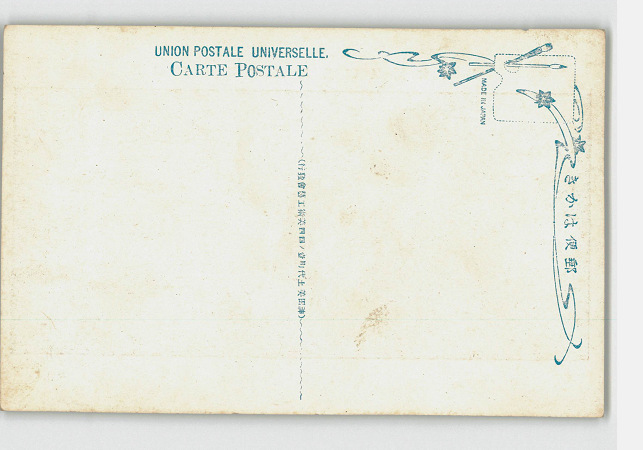 UNION POSTALE UNIVERSELLE.
CARTE POSTALE
MADE IN JAPAN
きかは便郵